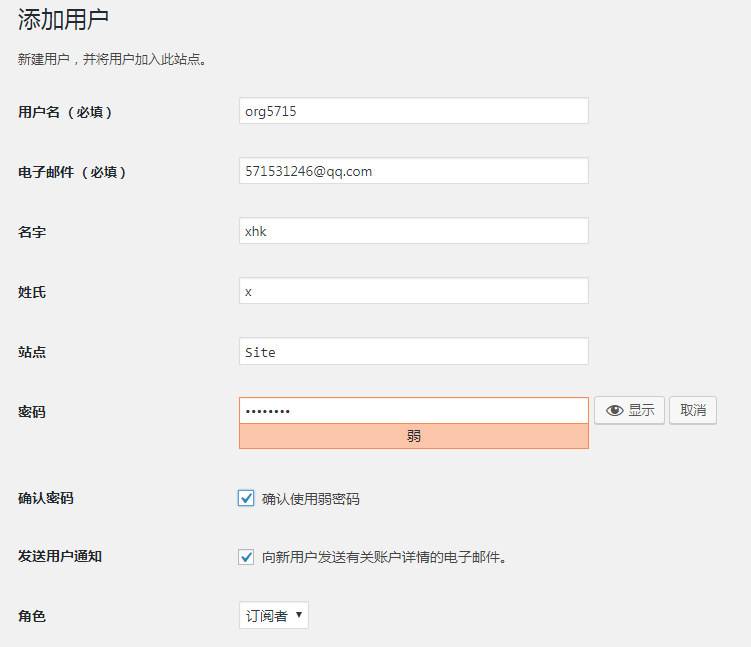 添加用户
新建用户，并将用户加入此站点。
用户名（必填） org5715
电子邮件（必填） 571531246@qq.com
名字 xhk
姓氏 x
站点 Site
密码 •••••••• 显示 取消
弱
确认密码 确认使用弱密码
发送用户通知 向新用户发送有关账户详情的电子邮件。
角色 订阅者